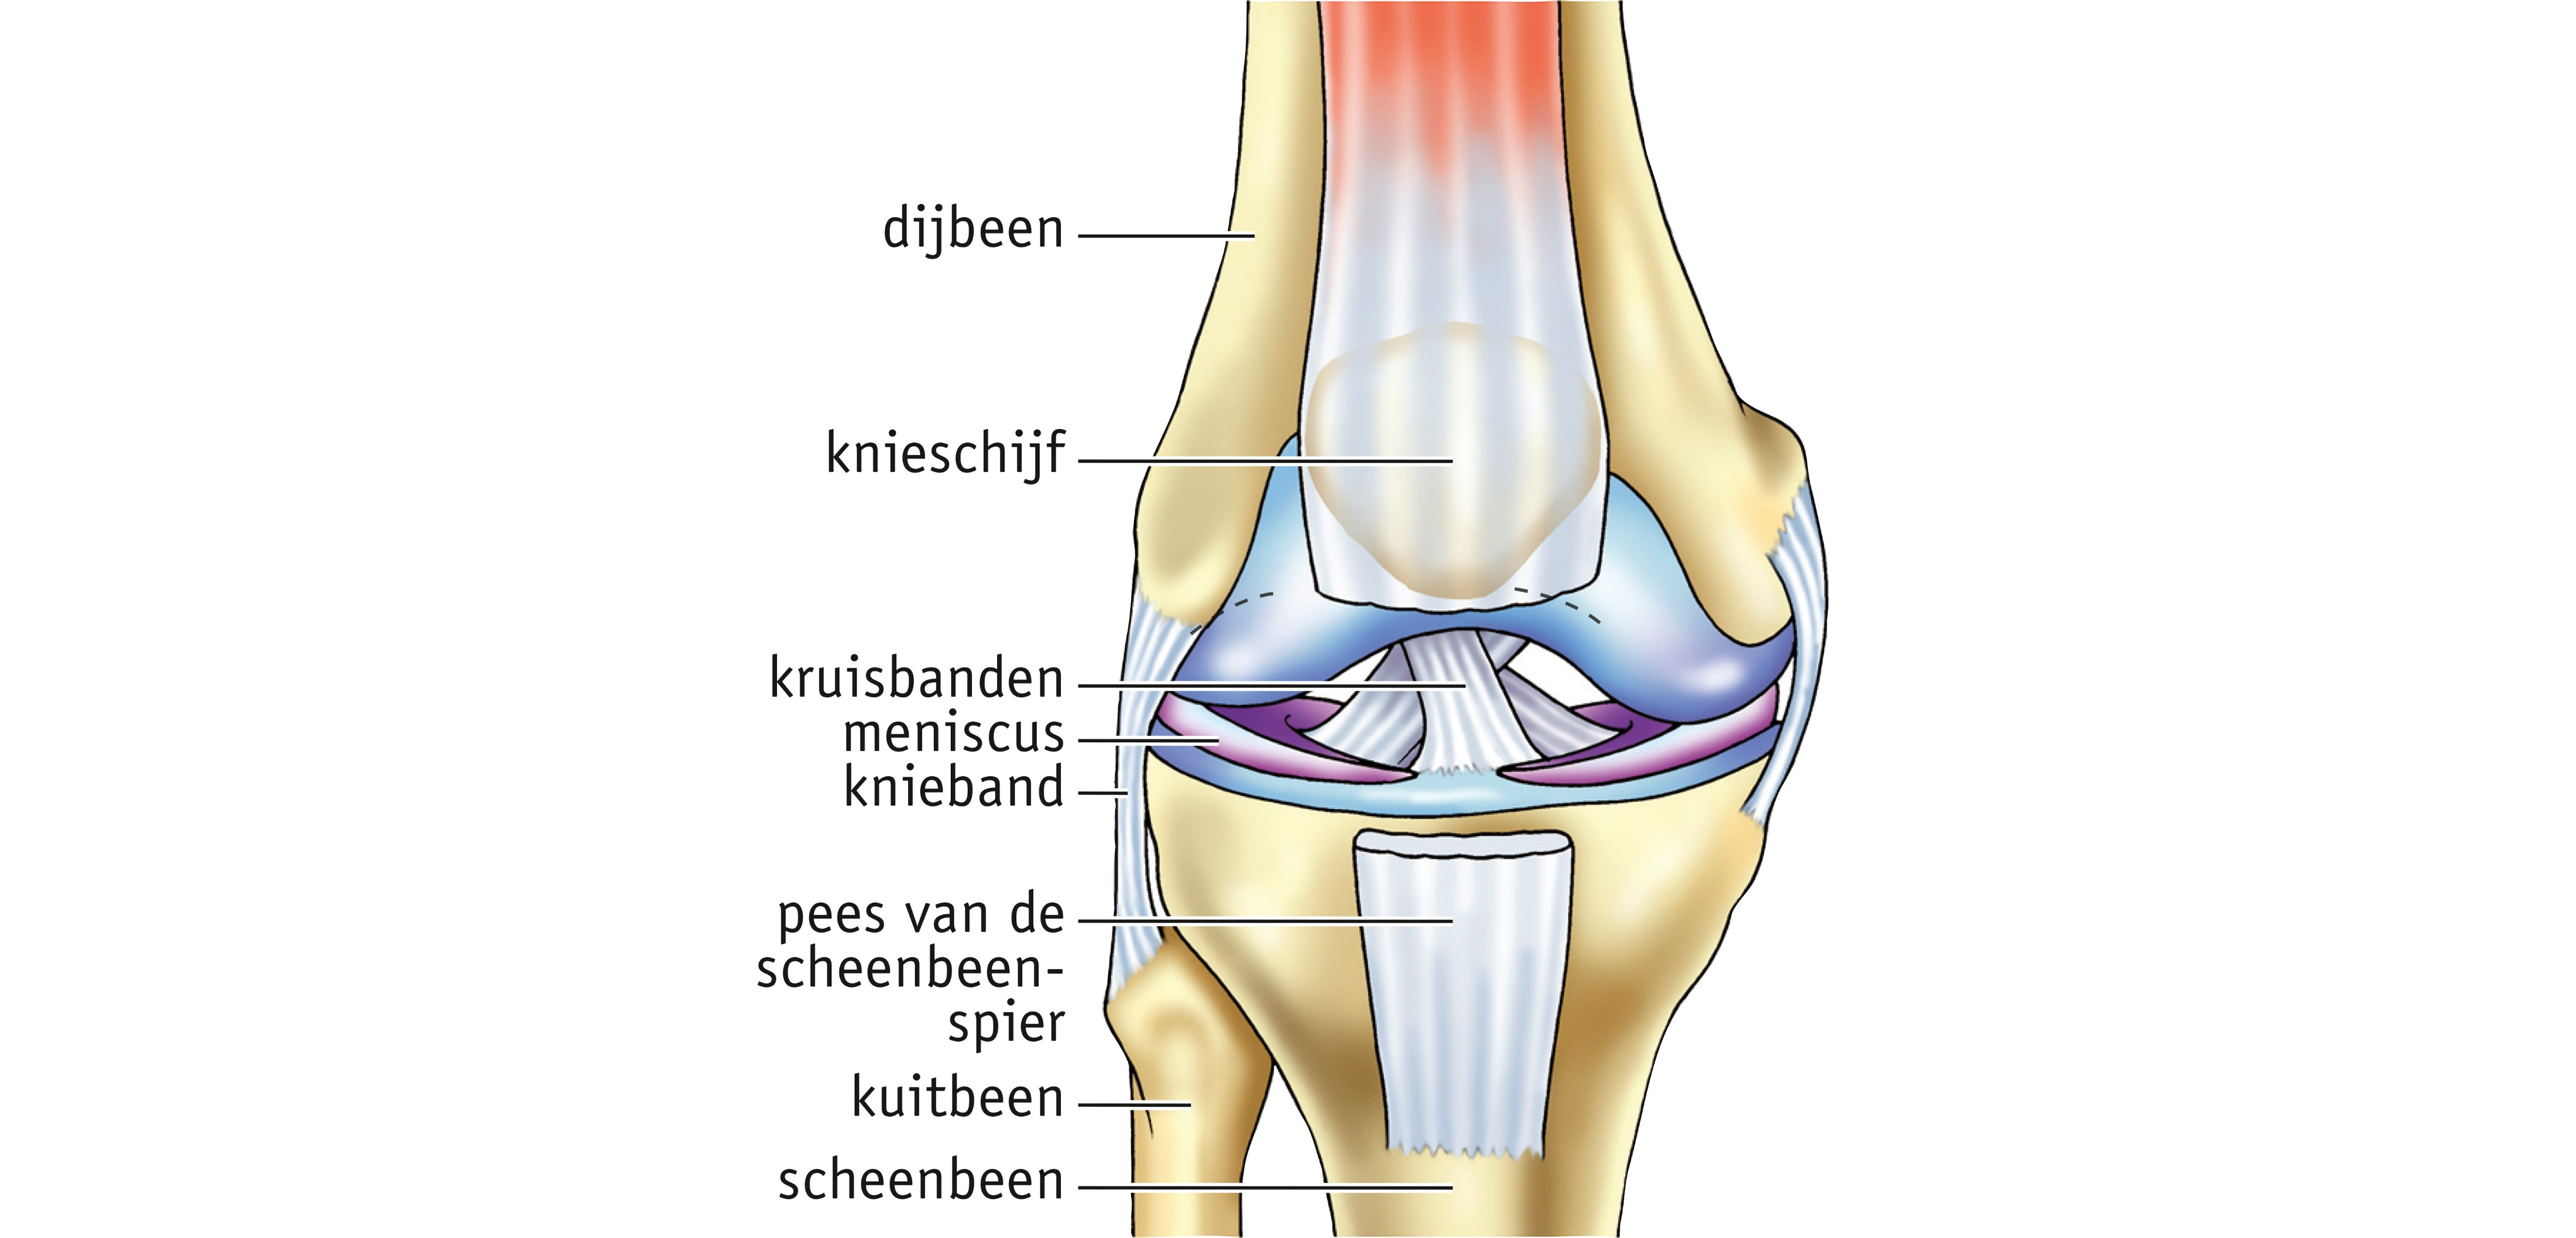 dijbeen
knieschijf
kruisbanden
meniscus
knieband
pees van de
scheenbeen-
spier
kuitbeen
scheenbeen